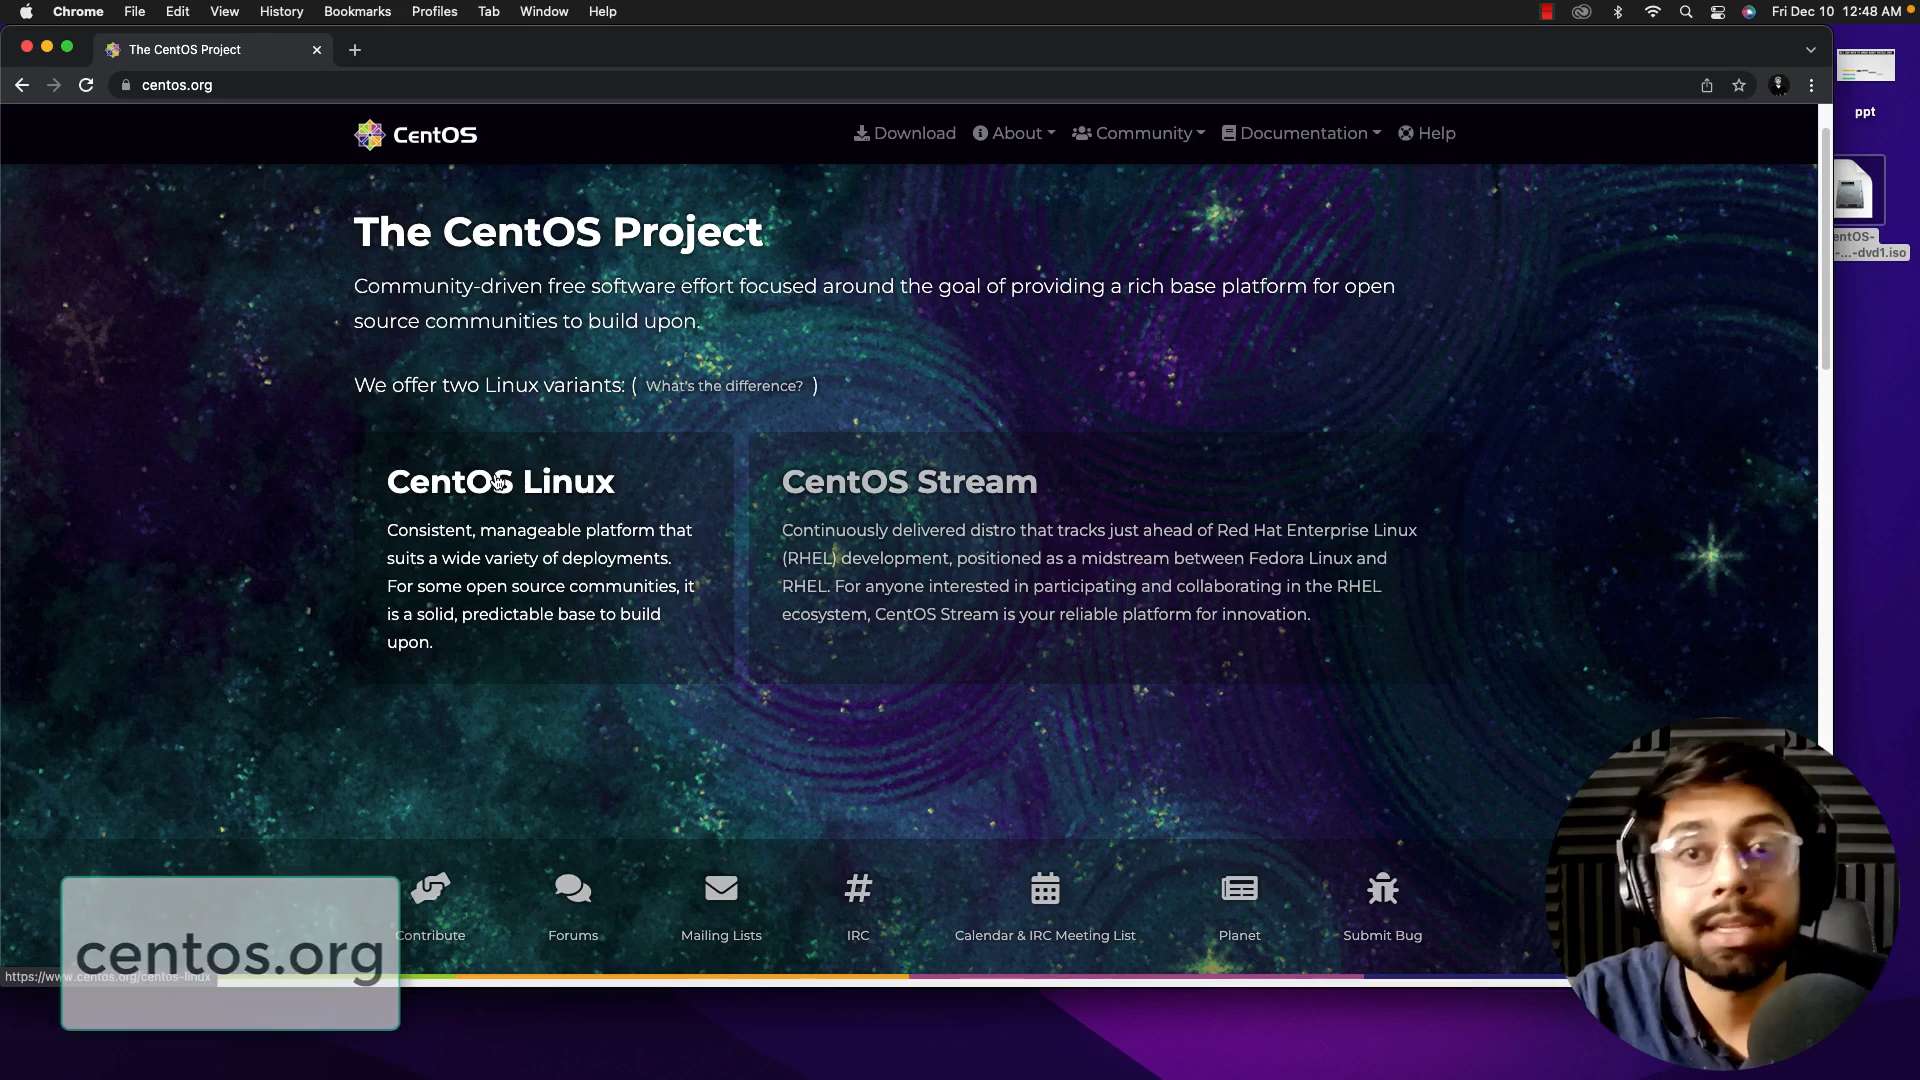 Chrome File Edit View History Bookmarks Profiles Tab Window Help
Fri Dec 10 12:48 AM
The CentOS Project
centos.org
ppt
entOS-
-...-dvd1.iso
CentOS
Download About Community Documentation Help
The CentOS Project
Community-driven free software effort focused around the goal of providing a rich base platform for open
source communities to build upon.
We offer two Linux variants: ( What's the difference? )
CentOS Linux
Consistent, manageable platform that
suits a wide variety of deployments.
For some open source communities, it
is a solid, predictable base to build
upon.
CentOS Stream
Continuously delivered distro that tracks just ahead of Red Hat Enterprise Linux
(RHEL) development, positioned as a midstream between Fedora Linux and
RHEL. For anyone interested in participating and collaborating in the RHEL
ecosystem, CentOS Stream is your reliable platform for innovation.
Contribute
Forums
Mailing Lists
#
IRC
Calendar & IRC Meeting List
Planet
Submit Bug
centos.org
https://www.centos.org/centos-linux